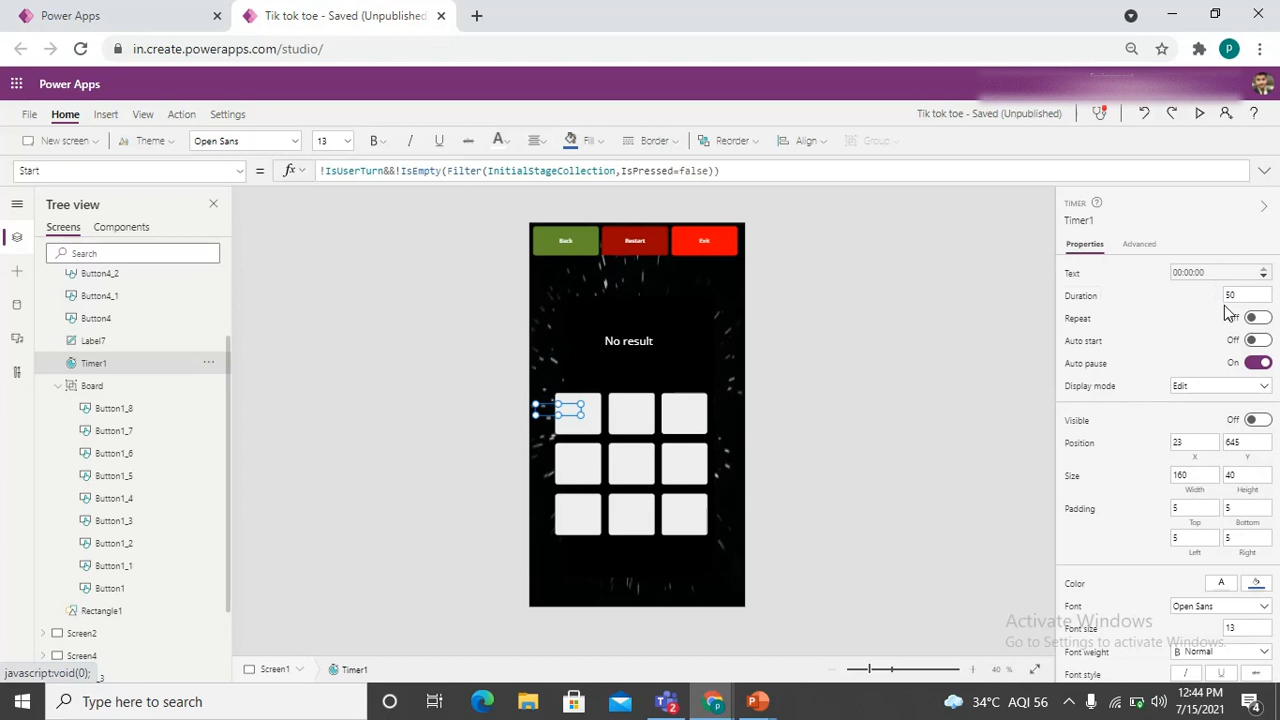 Power Apps
Tik tok toe - Saved (Unpublished)
in.create.powerapps.com/studio/
P
Power Apps
File Home Insert View Action Settings
Tik tok toe - Saved (Unpublished)
New screen Theme Open Sans 13 B I U abc A Fill Border Reorder Align Group
Start = fx !IsUserTurn&&!IsEmpty(Filter(InitialStageCollection,IsPressed=false))
Tree view
Screens Components
Search
Button4_2
Button4_1
Button4
Label7
Timer1 ...
Board
Button1_8
Button1_7
Button1_6
Button1_5
Button1_4
Button1_3
Button1_2
Button1_1
Button1
Rectangle1
Screen2
Screen4
_3
javascript:void(0);
Back Restart Exit
No result
Screen1 Timer1
40 %
TIMER
Timer1
Properties Advanced
Text 00:00:00
Duration 50
Repeat Off
Auto start Off
Auto pause On
Display mode Edit
Visible Off
Position 23 645
X Y
Size 160 40
Width Height
Padding 5 5
Top Bottom
5 5
Left Right
Color A
Font Open Sans
Font size 13
Font weight B Normal
Font style / U abc
Activate Windows
Go to Settings to activate Windows.
Type here to search
2
34°C AQI 56
12:44 PM
7/15/2021
4